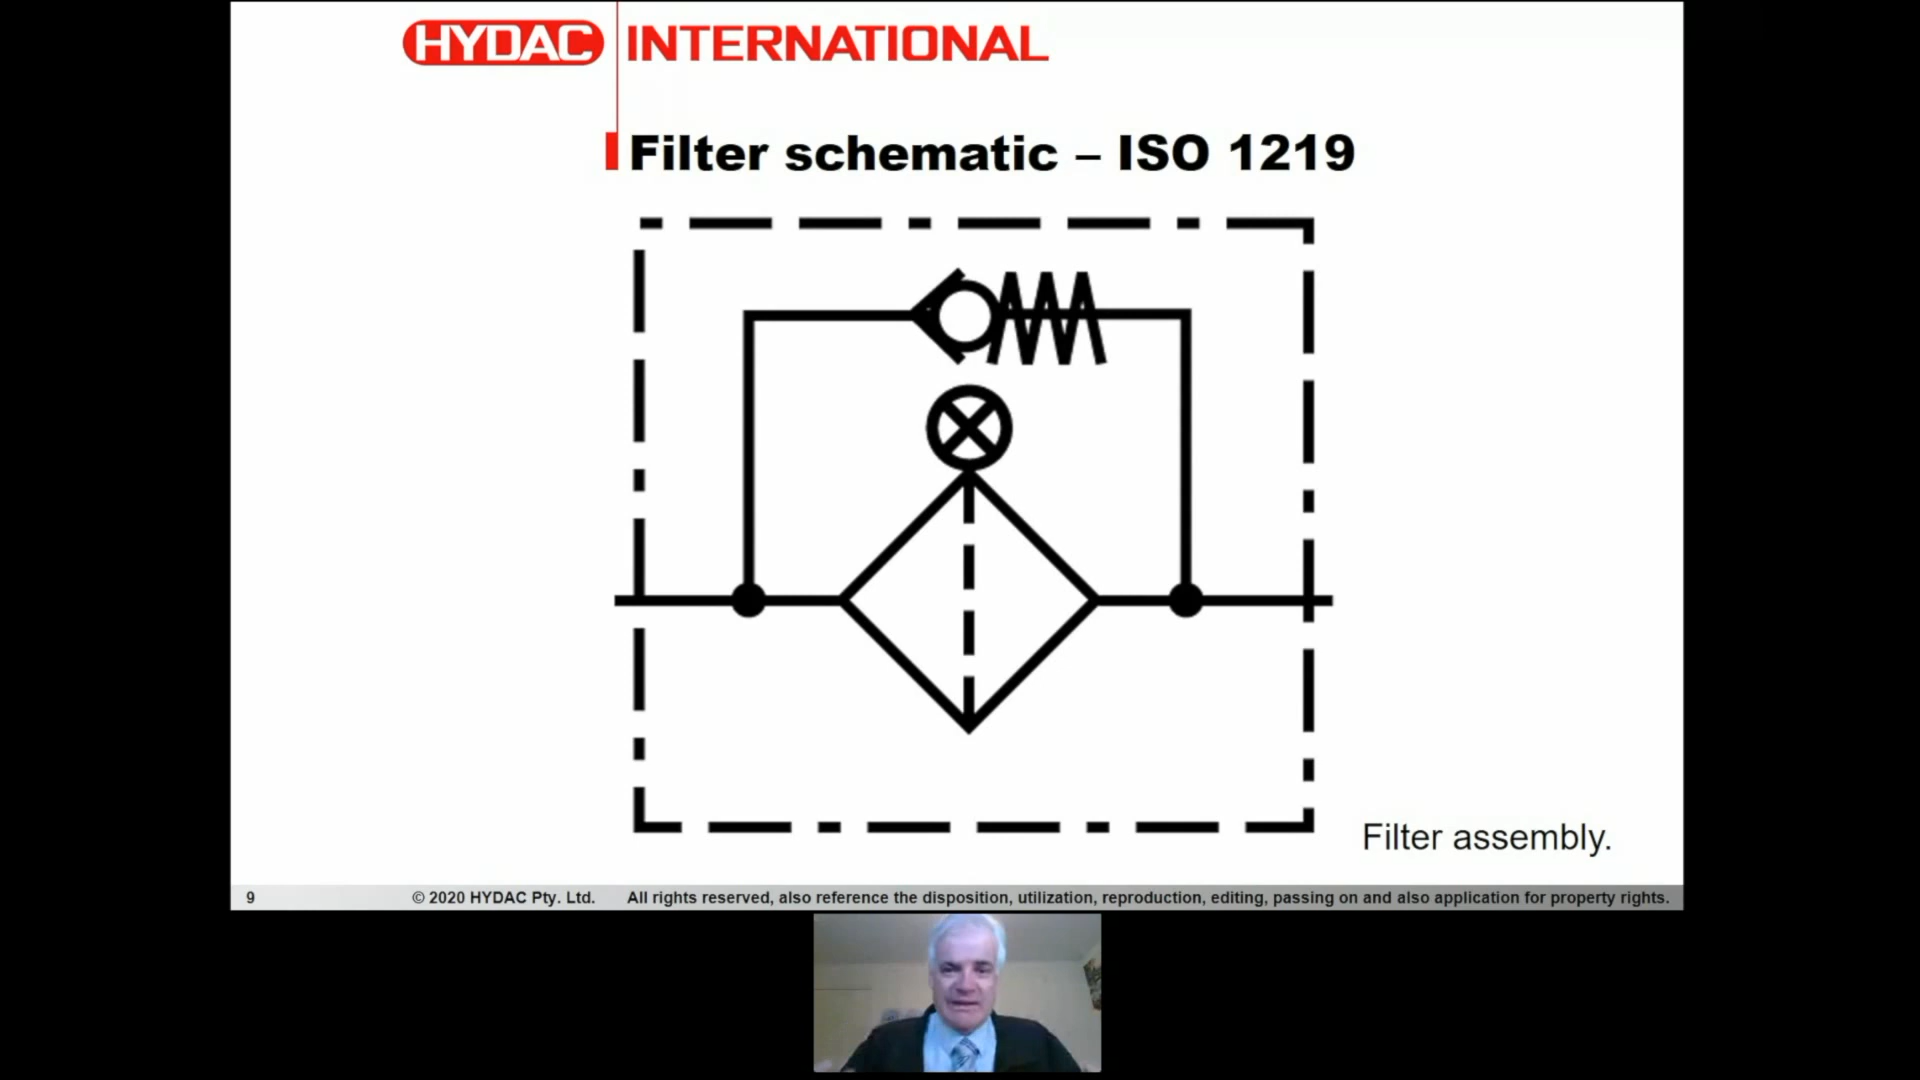 HYDAC INTERNATIONAL
Filter schematic – ISO 1219
Filter assembly.
9 © 2020 HYDAC Pty. Ltd. All rights reserved, also reference the disposition, utilization, reproduction, editing, passing on and also application for property rights.